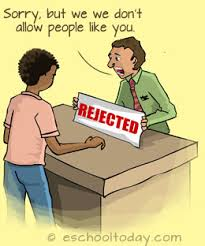 Sorry, but we we don't
allow people like you.
REJECTED
© eschooltoday.com